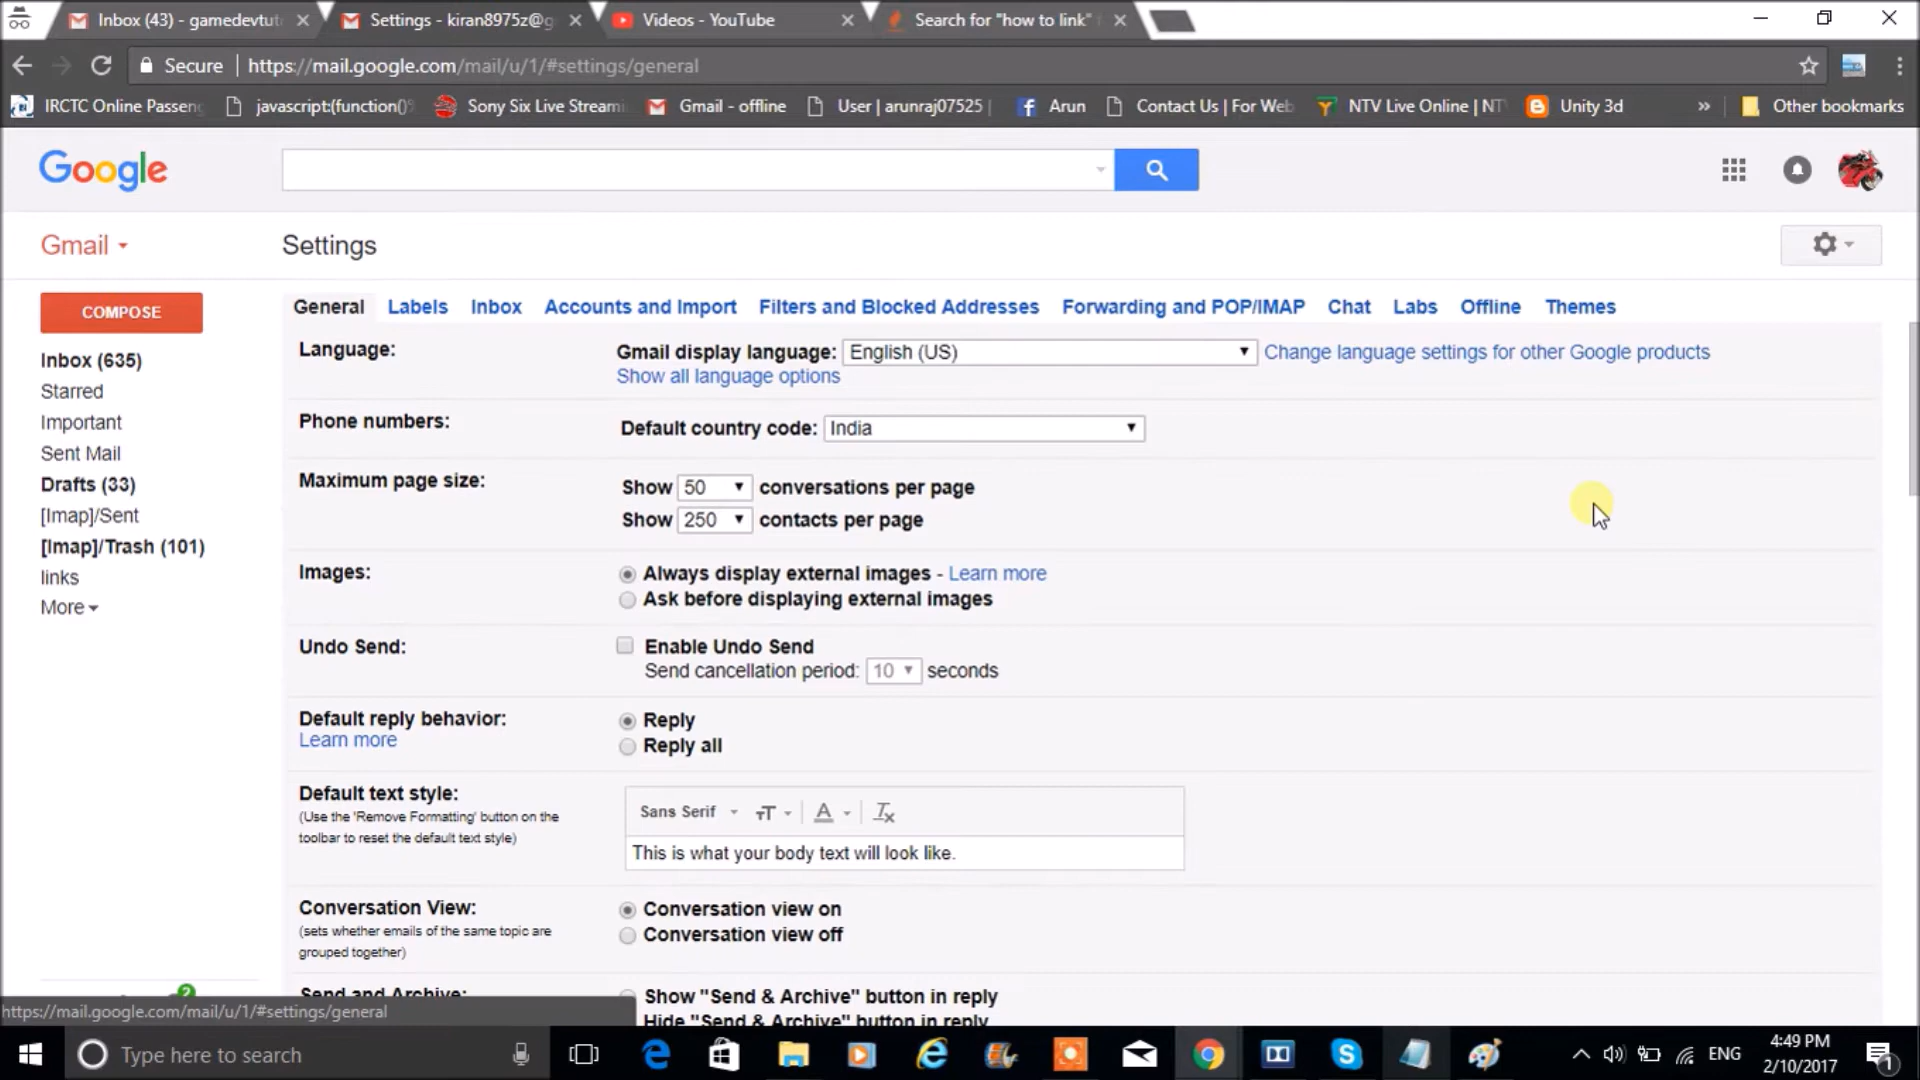 Inbox (43) - gamedevtut
Settings - kiran8975z@g
Videos - YouTube
Search for "how to link"
Secure
https://mail.google.com/mail/u/1/#settings/general
IRCTC Online Passen
javascript:(function()
Sony Six Live Streami
Gmail - offline
User | arunraj07525 |
Arun
Contact Us | For Web
NTV Live Online | NT
Unity 3d
»
Other bookmarks
Google
Gmail
Settings
COMPOSE
General
Labels
Inbox
Accounts and Import
Filters and Blocked Addresses
Forwarding and POP/IMAP
Chat
Labs
Offline
Themes
Inbox (635)
Starred
Important
Sent Mail
Drafts (33)
[Imap]/Sent
[Imap]/Trash (101)
links
More
Language:
Gmail display language: English (US) Change language settings for other Google products
Show all language options
Phone numbers:
Default country code: India
Maximum page size:
Show 50 conversations per page
Show 250 contacts per page
Images:
Always display external images - Learn more
Ask before displaying external images
Undo Send:
Enable Undo Send
Send cancellation period: 10 seconds
Default reply behavior:
Learn more
Reply
Reply all
Default text style:
(Use the 'Remove Formatting' button on the
toolbar to reset the default text style)
Sans Serif
This is what your body text will look like.
Conversation View:
(sets whether emails of the same topic are
grouped together)
Conversation view on
Conversation view off
Send and Archive:
Show "Send & Archive" button in reply
Hide "Send & Archive" button in reply
2
https://mail.google.com/mail/u/1/#settings/general
Type here to search
ENG
4:49 PM
2/10/2017
1